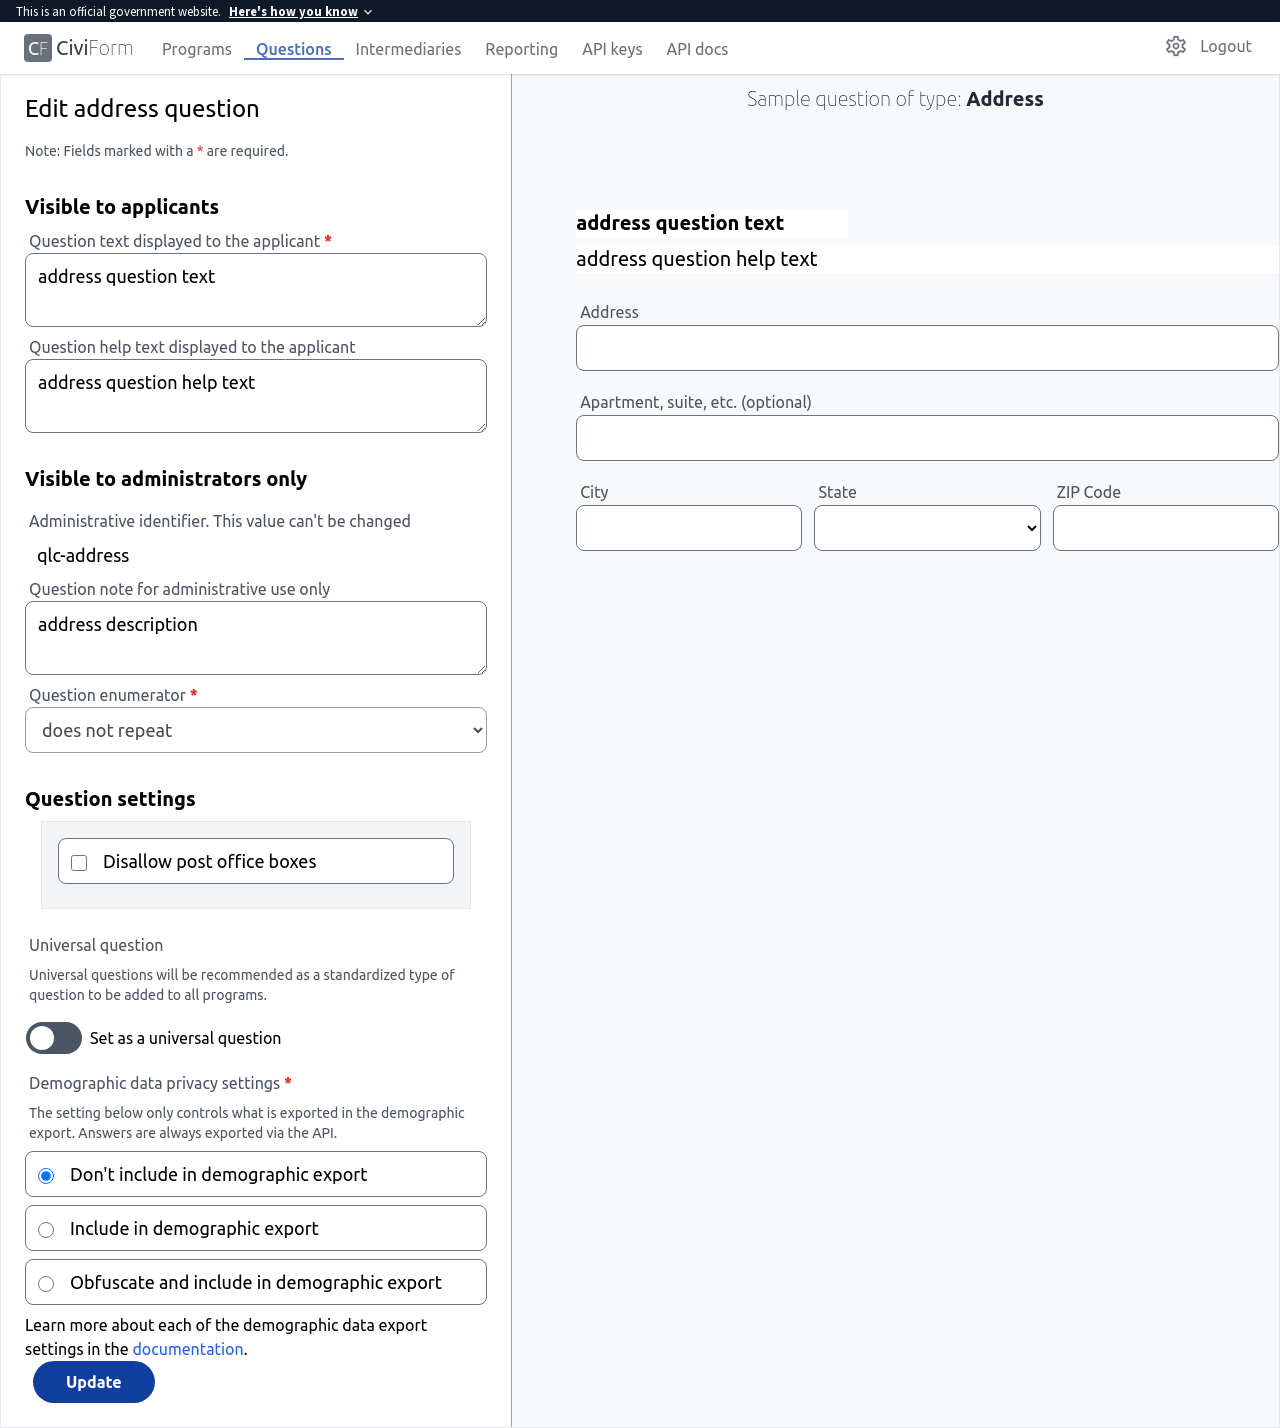 This is an official government website. Here's how you know
CF CiviForm Programs Questions Intermediaries Reporting API keys API docs Logout
Edit address question
Note: Fields marked with a * are required.
Visible to applicants
Question text displayed to the applicant *
address question text
Question help text displayed to the applicant
address question help text
Visible to administrators only
Administrative identifier. This value can't be changed
qlc-address
Question note for administrative use only
address description
Question enumerator *
does not repeat
Question settings
Disallow post office boxes
Universal question
Universal questions will be recommended as a standardized type of
question to be added to all programs.
Set as a universal question
Demographic data privacy settings *
The setting below only controls what is exported in the demographic
export. Answers are always exported via the API.
Don't include in demographic export
Include in demographic export
Obfuscate and include in demographic export
Learn more about each of the demographic data export
settings in the documentation.
Update
Sample question of type: Address
address question text
address question help text
Address
Apartment, suite, etc. (optional)
City State ZIP Code